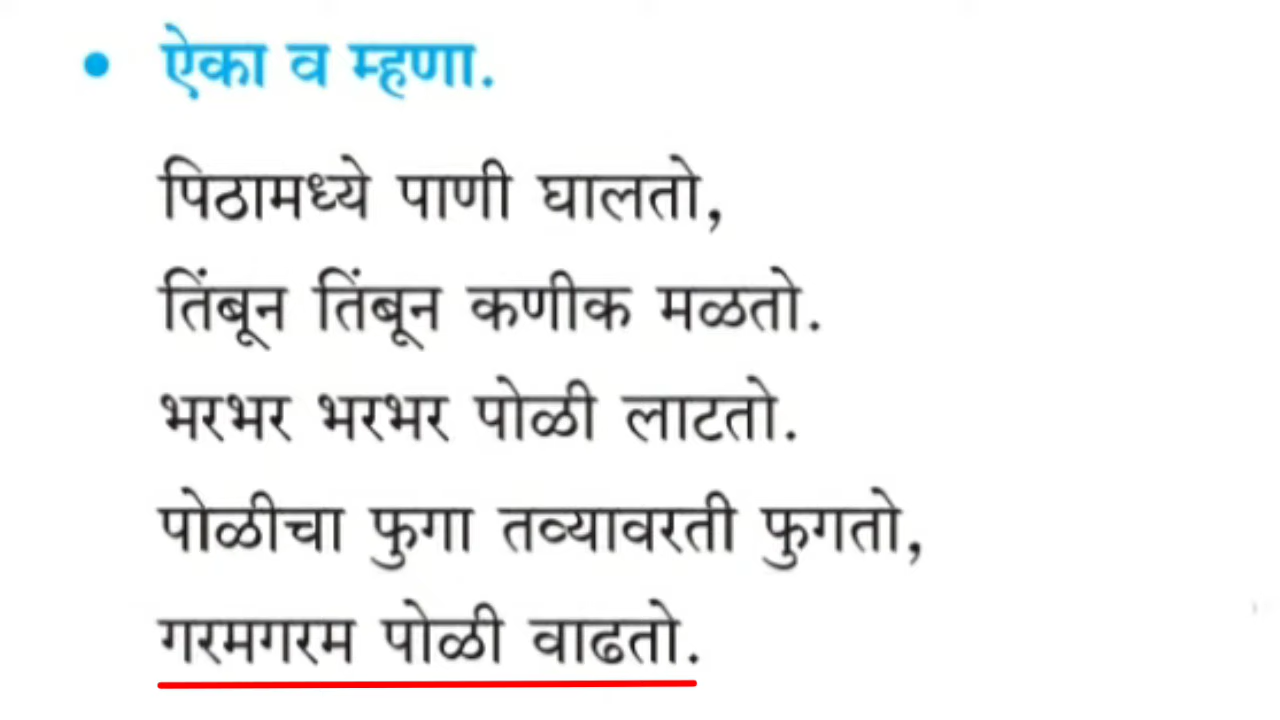 • ऐका व म्हणा.
पिठामध्ये पाणी घालतो,
तिंबून तिंबून कणीक मळतो.
भरभर भरभर पोळी लाटतो.
पोळीचा फुगा तव्यावरती फुगतो,
गरमगरम पोळी वाढतो.